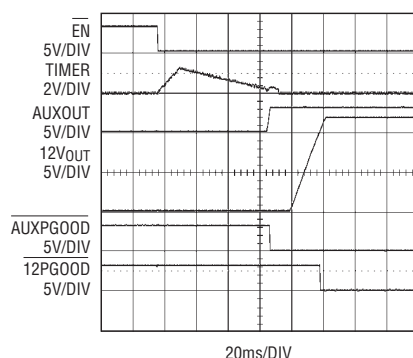 EN
5V/DIV
TIMER
2V/DIV
AUXOUT
5V/DIV
12VOUT
5V/DIV
AUXPGOOD
5V/DIV
12PGOOD
5V/DIV
20ms/DIV